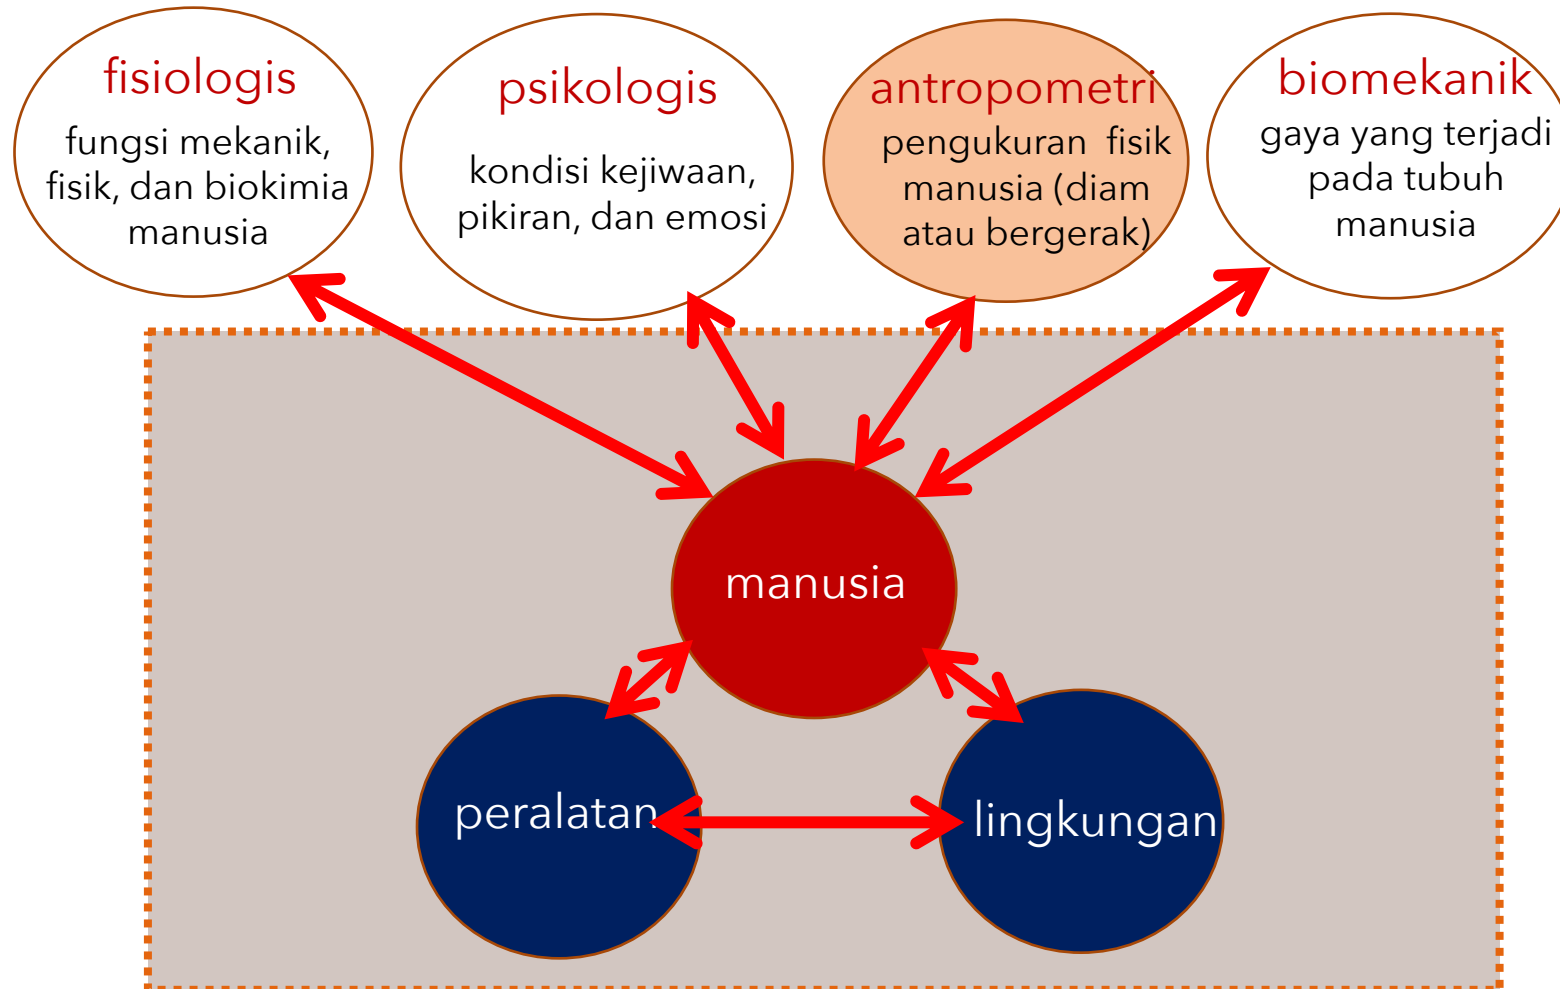 fisiologis
fungsi mekanik,
fisik, dan biokimia
manusia
psikologis
kondisi kejiwaan,
pikiran, dan emosi
antropometri
pengukuran fisik
manusia (diam
atau bergerak)
biomekanik
gaya yang terjadi
pada tubuh
manusia
manusia
peralatan
lingkungan